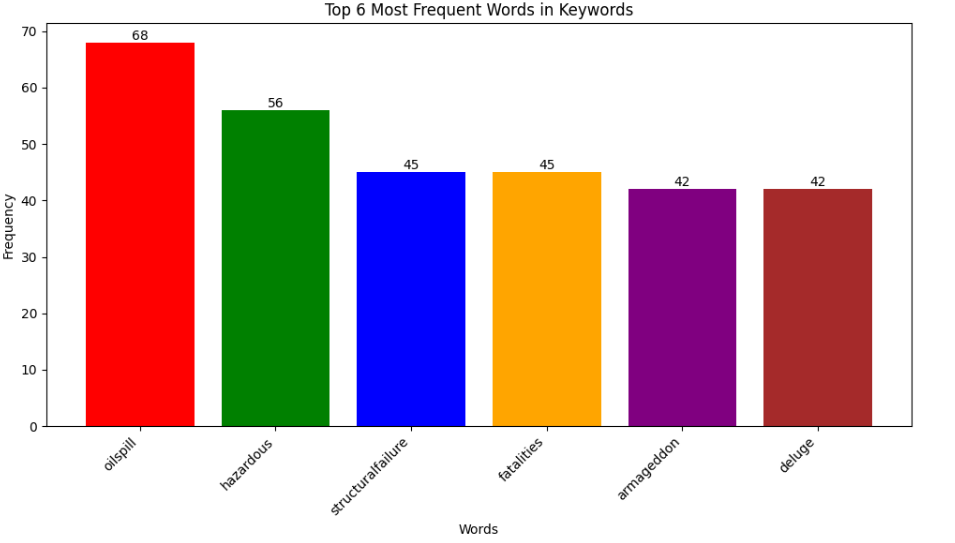 Top 6 Most Frequent Words in Keywords
70
60
50
40
30
20
10
0
Frequency
68
56
45
45
42
42
oilspill
hazardous
structuralfailure
fatalities
armageddon
deluge
Words